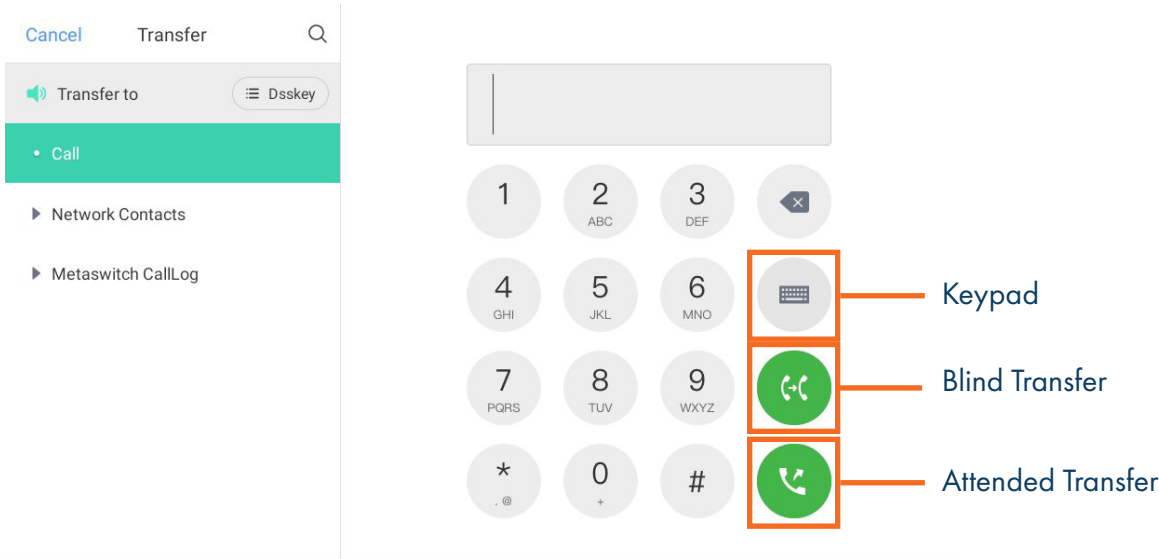 Cancel Transfer
Transfer to Dsskey
Call
Network Contacts
Metaswitch CallLog
1 2 3
ABC DEF
4 5 6
GHI JKL MNO
Keypad
7 8 9
PQRS TUV WXYZ
Blind Transfer
* 0 #
. @ +
Attended Transfer